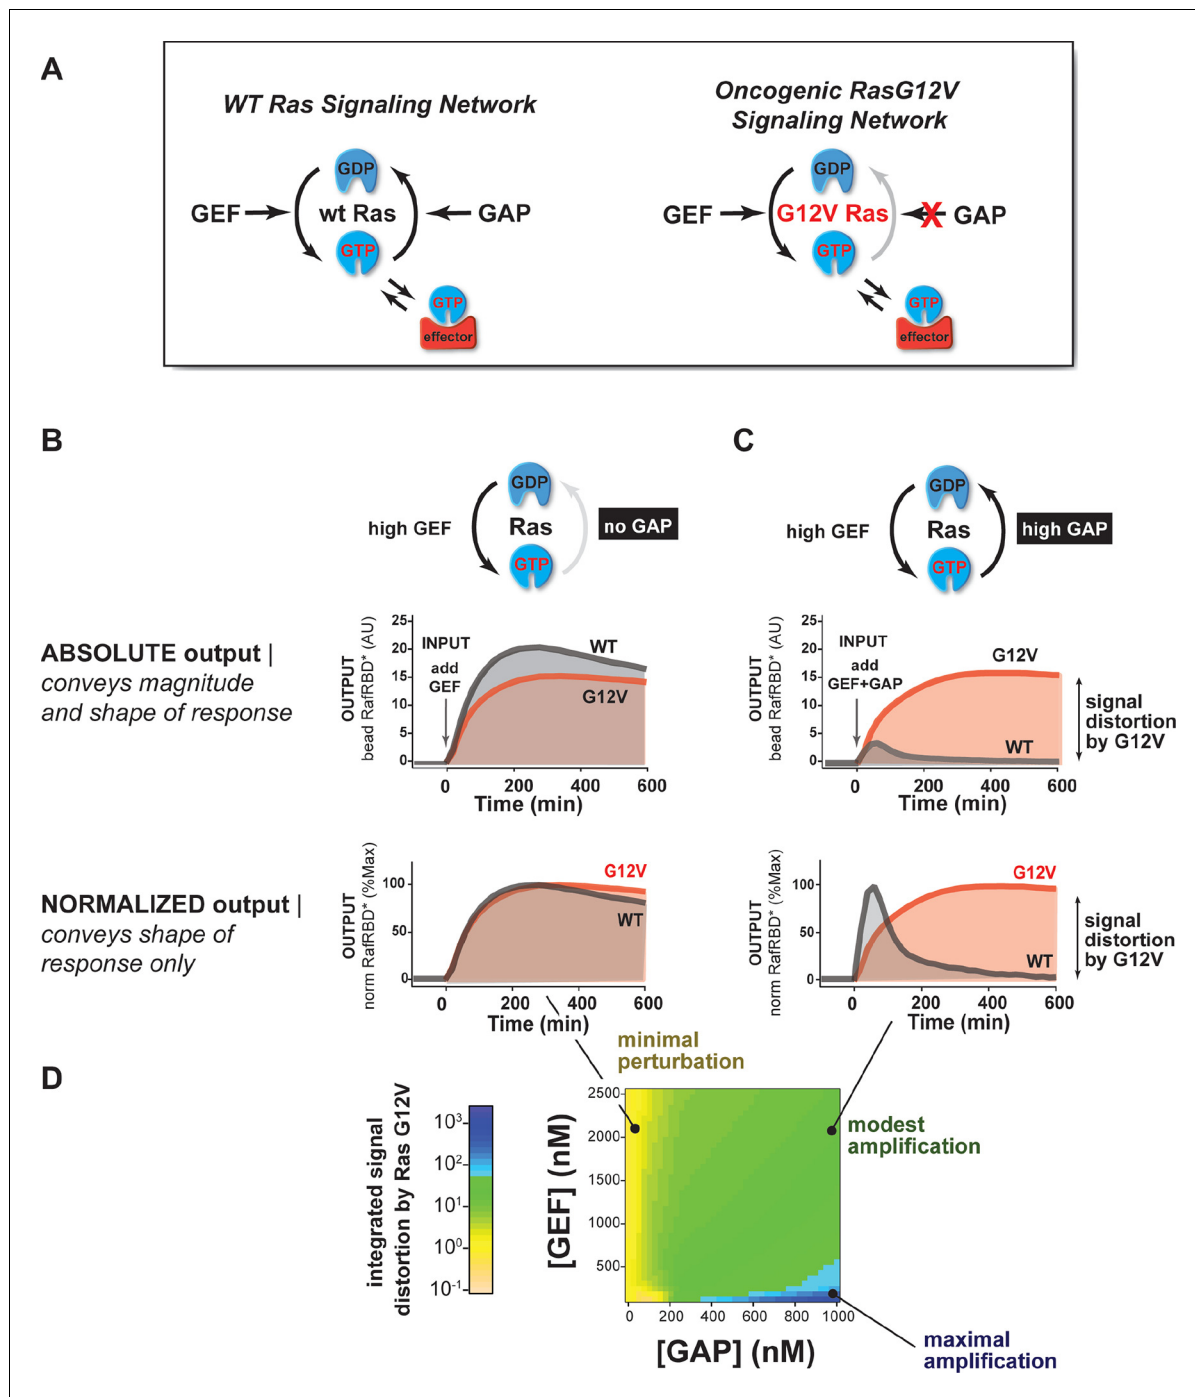 A
WT Ras Signaling Network
GDP
GEF
wt Ras
GAP
GTP
GTP
effector
Oncogenic RasG12V
Signaling Network
GDP
GEF
G12V Ras
X
GAP
GTP
GTP
effector
B
GDP
high GEF
Ras
no GAP
GTP
C
GDP
high GEF
Ras
high GAP
GTP
ABSOLUTE output |
conveys magnitude
and shape of response
OUTPUT
bead RafRBD* (AU)
25
20
15
10
5
0
INPUT
add
GEF
WT
G12V
0
200
400
600
Time (min)
OUTPUT
bead RafRBD* (AU)
25
20
15
10
5
0
INPUT
add
GEF+GAP
G12V
WT
0
200
400
600
Time (min)
signal
distortion
by G12V
NORMALIZED output |
conveys shape of
response only
OUTPUT
norm RafRBD* (%Max)
100
50
0
G12V
WT
0
200
400
600
Time (min)
OUTPUT
norm RafRBD* (%Max)
100
50
0
G12V
WT
0
200
400
600
Time (min)
signal
distortion
by G12V
D
minimal
perturbation
integrated signal
distortion by Ras G12V
10³
10²
10¹
10⁰
10⁻¹
[GEF] (nM)
2500
2000
1500
1000
500
0
200
400
600
800
1000
[GAP] (nM)
modest
amplification
maximal
amplification